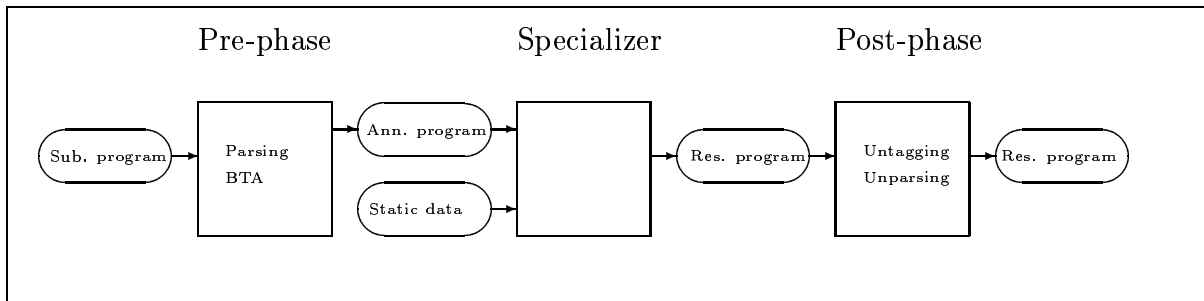 Pre-phase
Specializer
Post-phase
Sub. program
Parsing
BTA
Ann. program
Static data
Res. program
Untagging
Unparsing
Res. program